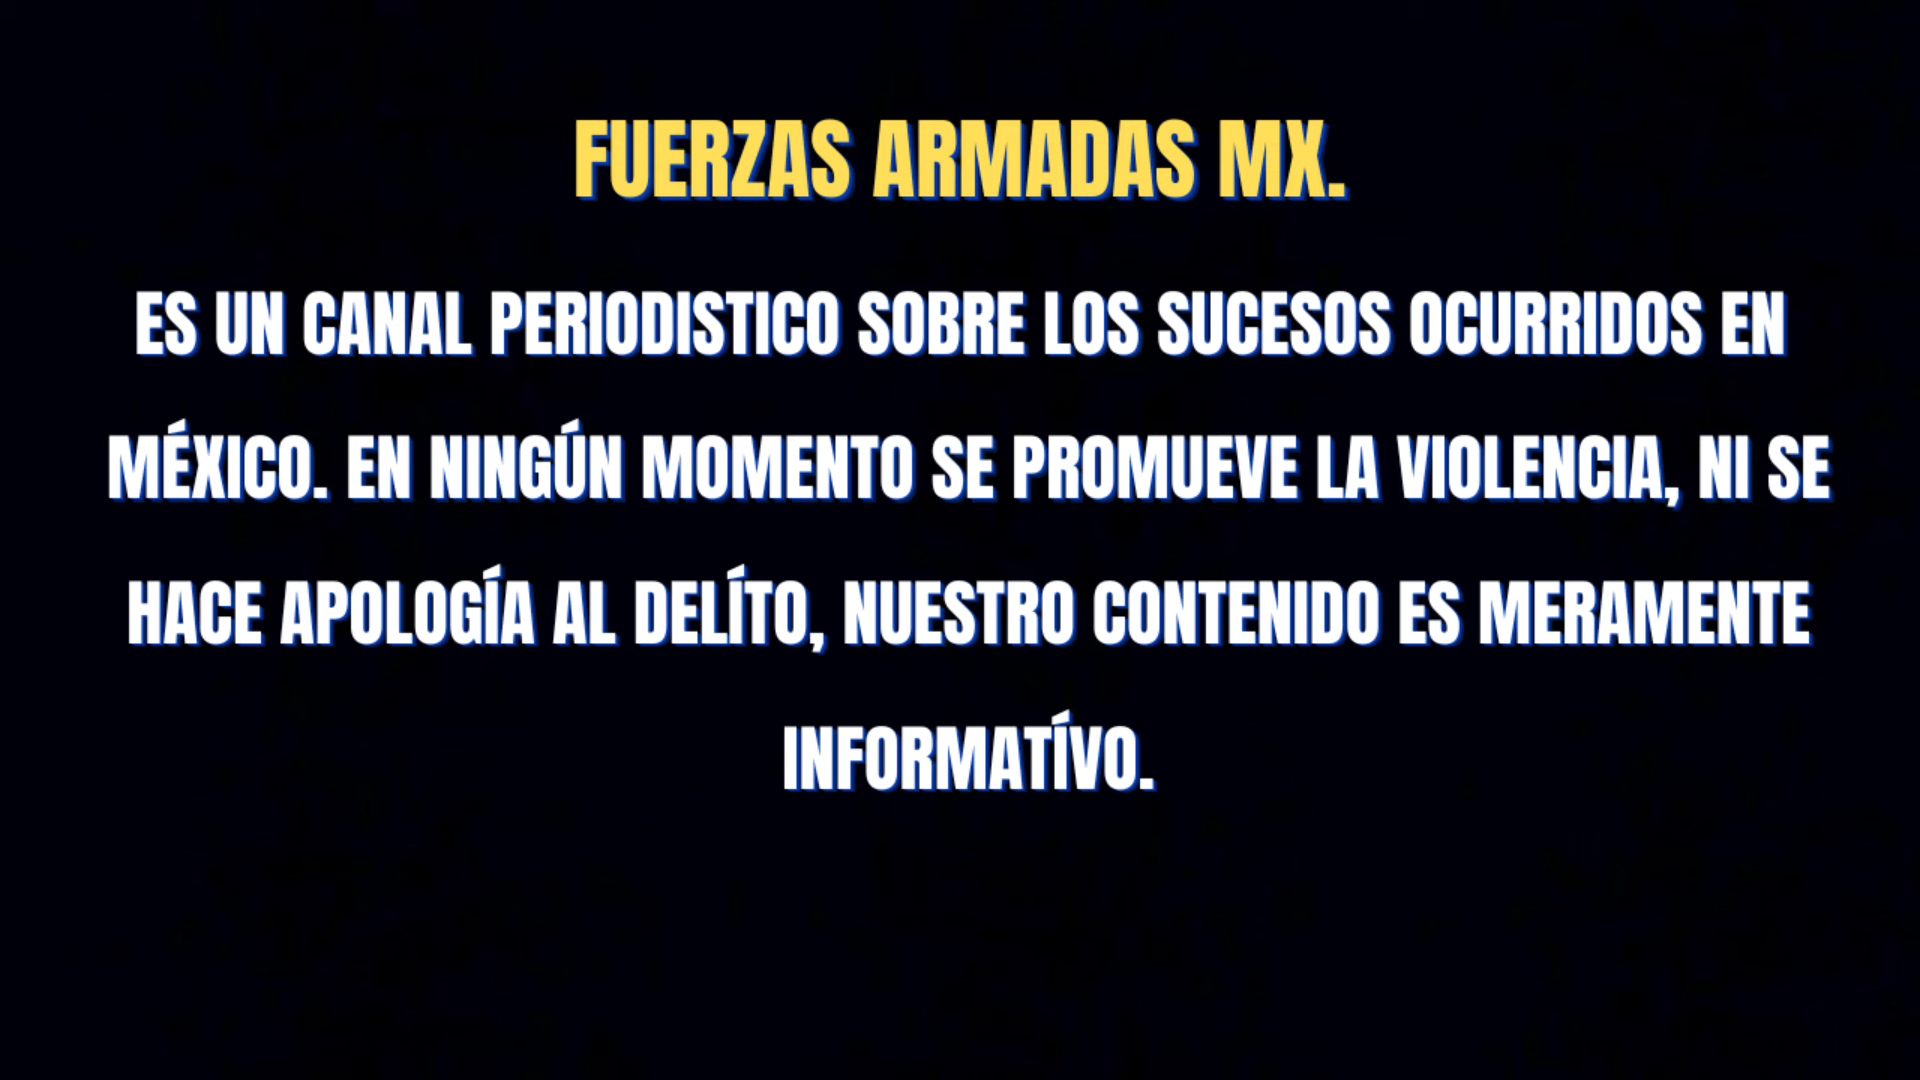 FUERZAS ARMADAS MX.
ES UN CANAL PERIODISTICO SOBRE LOS SUCESOS OCURRIDOS EN
MÉXICO. EN NINGÚN MOMENTO SE PROMUEVE LA VIOLENCIA, NI SE
HACE APOLOGÍA AL DELÍTO, NUESTRO CONTENIDO ES MERAMENTE
INFORMATÍVO.